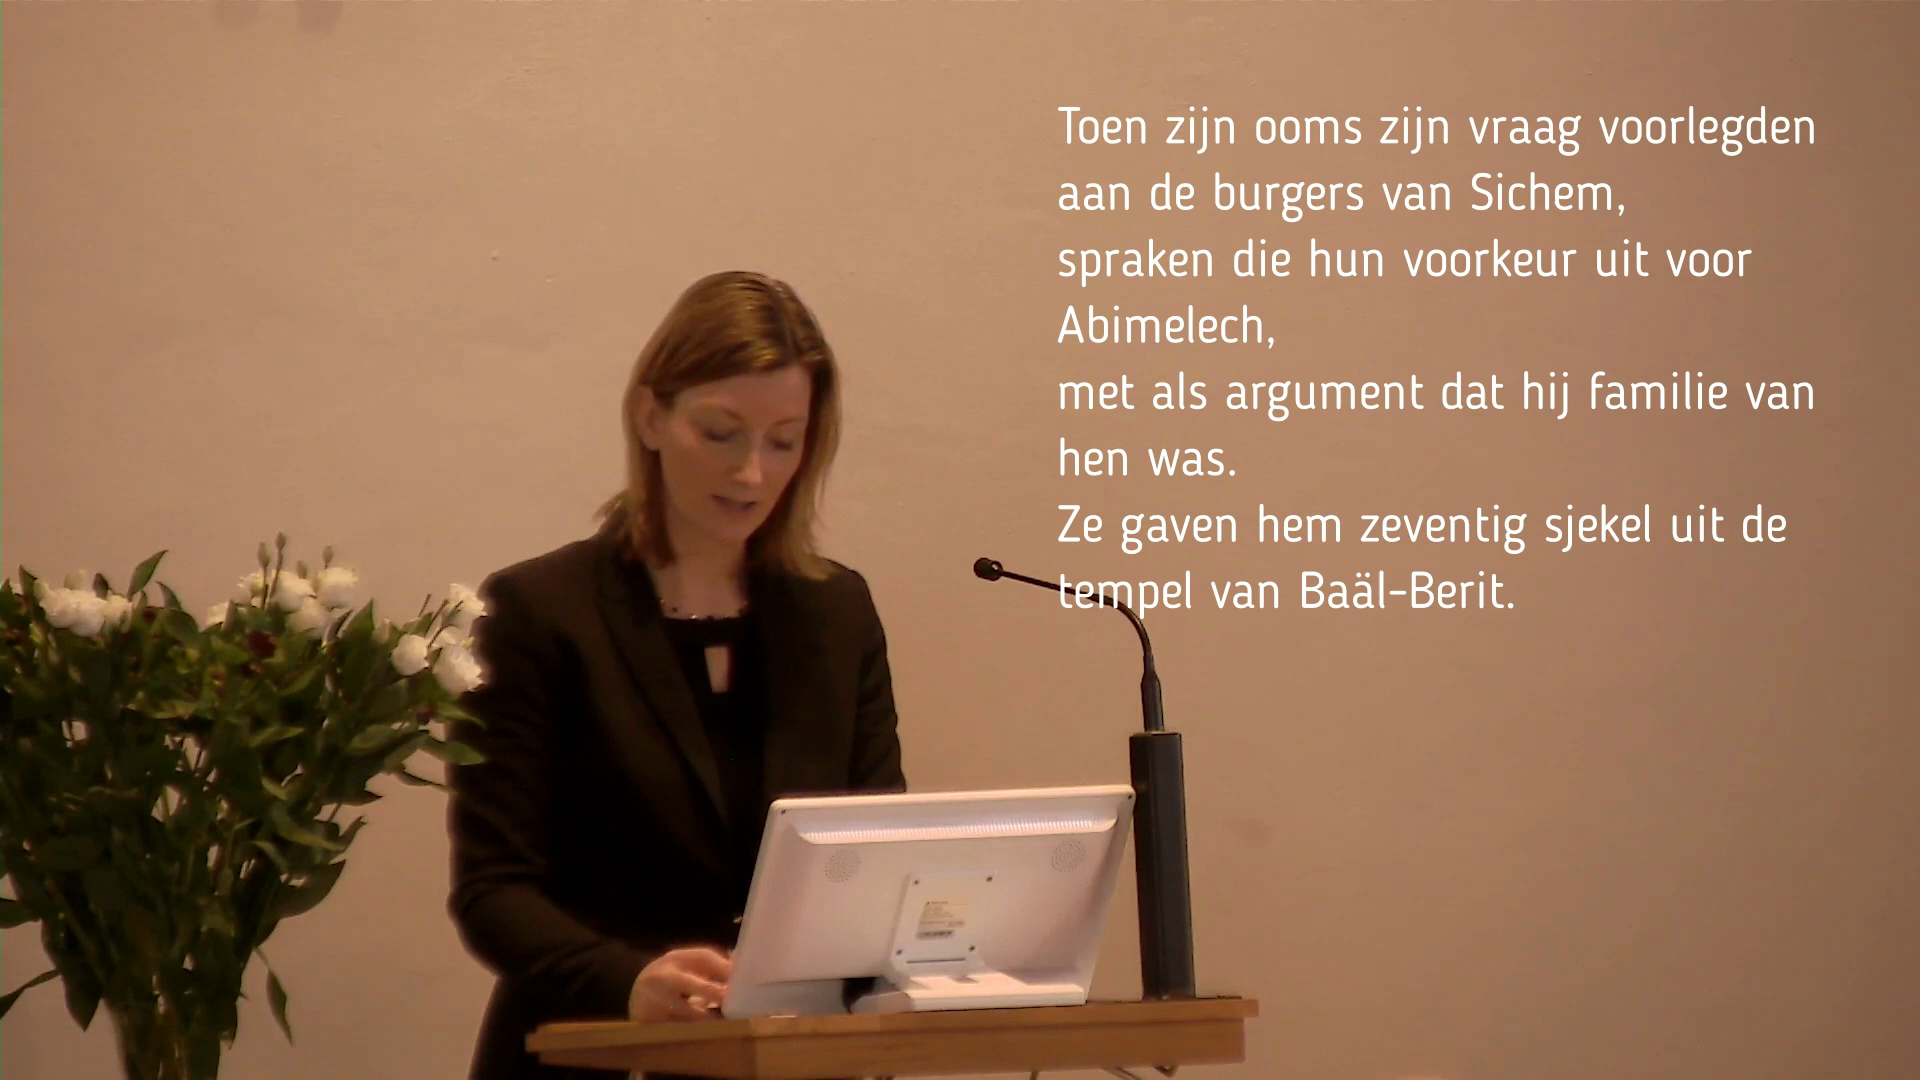 Toen zijn ooms zijn vraag voorlegden
aan de burgers van Sichem,
spraken die hun voorkeur uit voor
Abimelech,
met als argument dat hij familie van
hen was.
Ze gaven hem zeventig sjekel uit de
tempel van Baäl-Berit.